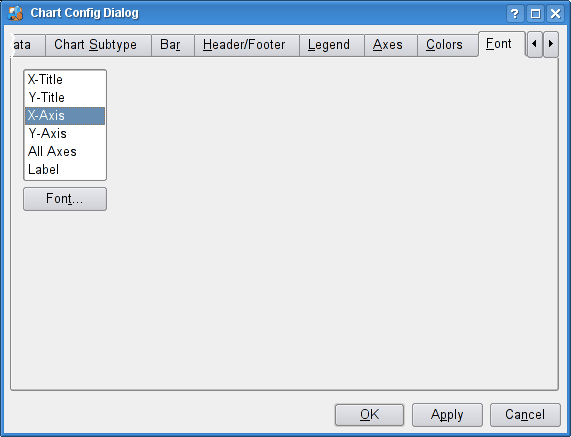 Chart Config Dialog
ata Chart Subtype Bar Header/Footer Legend Axes Colors Font
X-Title
Y-Title
X-Axis
Y-Axis
All Axes
Label
Font...
OK Apply Cancel